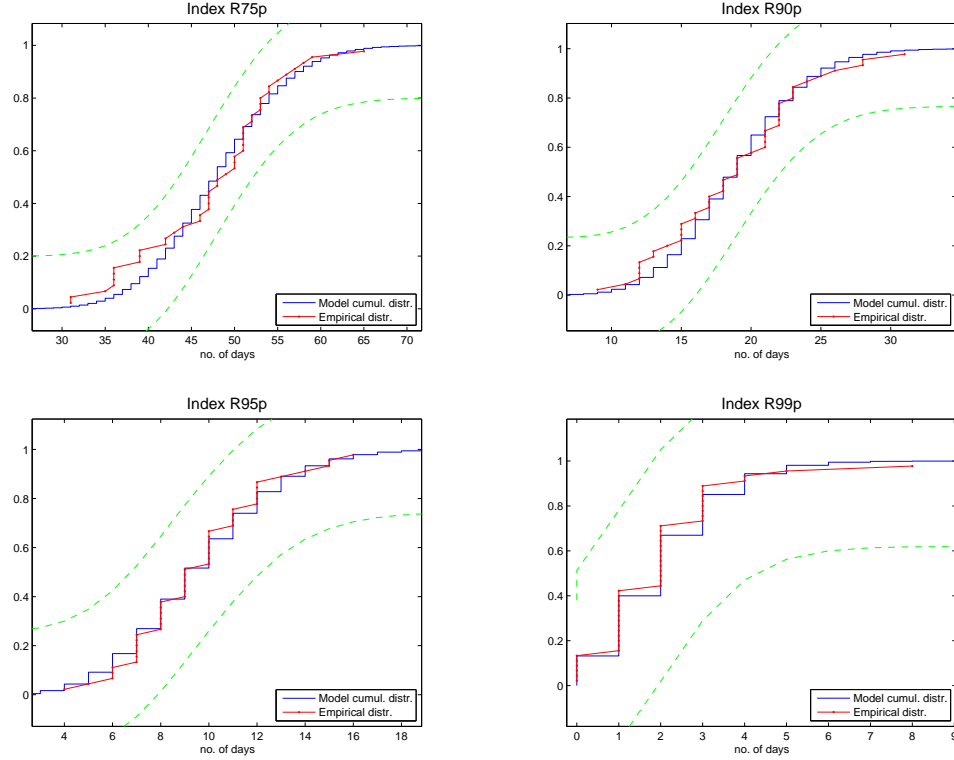 Index R75p
1
0.8
0.6
0.4
0.2
0
30 35 40 45 50 55 60 65 70
no. of days
Model cumul. distr.
Empirical distr.
Index R90p
1
0.8
0.6
0.4
0.2
0
10 15 20 25 30
no. of days
Model cumul. distr.
Empirical distr.
Index R95p
1
0.8
0.6
0.4
0.2
0
4 6 8 10 12 14 16 18
no. of days
Model cumul. distr.
Empirical distr.
Index R99p
1
0.8
0.6
0.4
0.2
0
0 1 2 3 4 5 6 7 8 9
no. of days
Model cumul. distr.
Empirical distr.